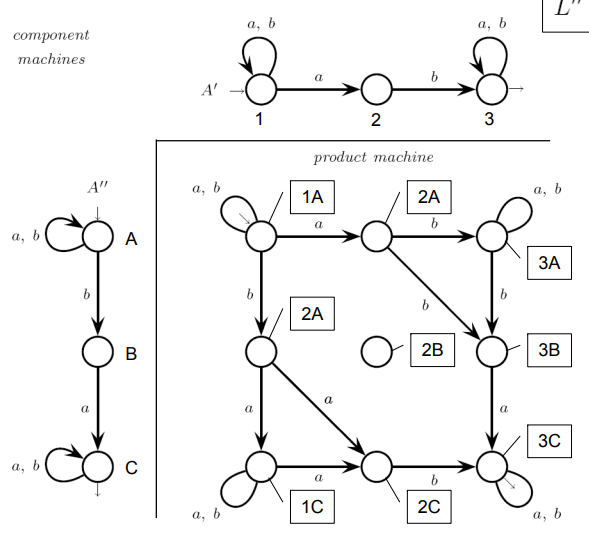 L''
component
machines
a, b
a, b
A'
a
b
1
2
3
product machine
A''
a, b
1A
2A
a, b
a, b
A
a
b
3A
b
b
b
b
2A
B
2B
3B
a
a
a
a
3C
a, b
C
a
b
a, b
1C
2C
a, b